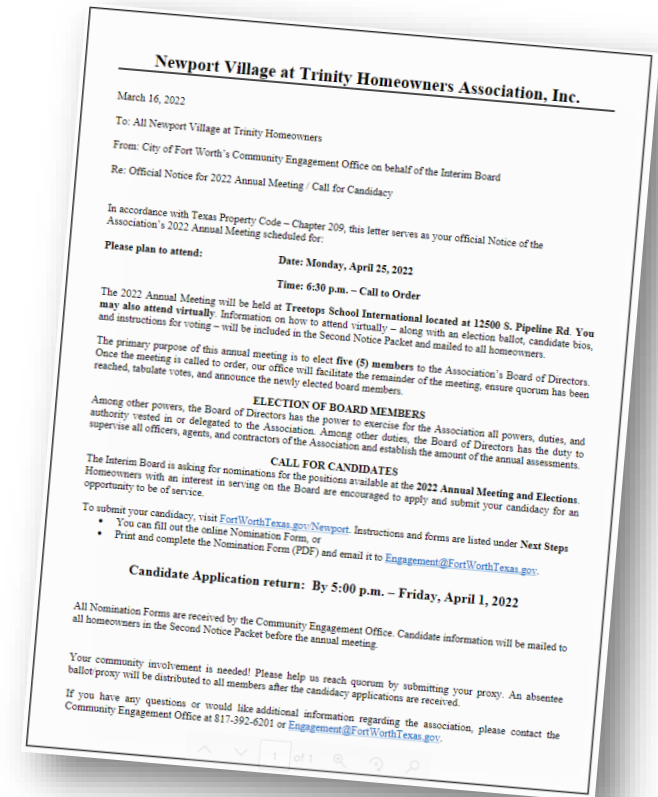 Newport Village at Trinity Homeowners Association, Inc.
March 16, 2022
To: All Newport Village at Trinity Homeowners
From: City of Fort Worth's Community Engagement Office on behalf of the Interim Board
Re: Official Notice for 2022 Annual Meeting / Call for Candidacy
In accordance with Texas Property Code – Chapter 209, this letter serves as your official Notice of the
Association's 2022 Annual Meeting scheduled for:
Please plan to attend:
Date: Monday, April 25, 2022
Time: 6:30 p.m. – Call to Order
The 2022 Annual Meeting will be held at Treetops School International located at 12500 S. Pipeline Rd. You
may also attend virtually. Information on how to attend virtually – along with an election ballot, candidate bios,
and instructions for voting – will be included in the Second Notice Packet and mailed to all homeowners.
The primary purpose of this annual meeting is to elect five (5) members to the Association's Board of Directors.
Once the meeting is called to order, our office will facilitate the remainder of the meeting, ensure quorum has been
reached, tabulate votes, and announce the newly elected board members.
ELECTION OF BOARD MEMBERS
Among other powers, the Board of Directors has the power to exercise for the Association all powers, duties, and
authority vested in or delegated to the Association. Among other duties, the Board of Directors has the duty to
supervise all officers, agents, and contractors of the Association and establish the amount of the annual assessments.
CALL FOR CANDIDATES
The Interim Board is asking for nominations for the positions available at the 2022 Annual Meeting and Elections.
Homeowners with an interest in serving on the Board are encouraged to apply and submit your candidacy for an
opportunity to be of service.
To submit your candidacy, visit FortWorthTexas.gov/Newport. Instructions and forms are listed under Next Steps
• You can fill out the online Nomination Form, or
• Print and complete the Nomination Form (PDF) and email it to Engagement@FortWorthTexas.gov.
Candidate Application return: By 5:00 p.m. – Friday, April 1, 2022
All Nomination Forms are received by the Community Engagement Office. Candidate information will be mailed to
all homeowners in the Second Notice Packet before the annual meeting.
Your community involvement is needed! Please help us reach quorum by submitting your proxy. An absentee
ballot/proxy will be distributed to all members after the candidacy applications are received.
If you have any questions or would like additional information regarding the association, please contact the
Community Engagement Office at 817-392-6201 or Engagement@FortWorthTexas.gov.
1 of 1